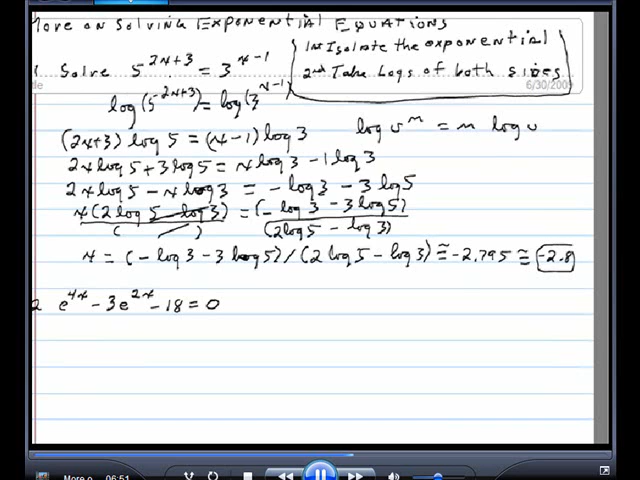 More on Solving Exponential Equations
1st Isolate the exponential
2nd Take Logs of both sides
1 Solve 5^(2x+3) = 3^(x-1)
6/30/2009
log(5^(2x+3)) = log(3^(x-1))
(2x+3) log 5 = (x-1) log 3
log u^m = m log u
2x log 5 + 3 log 5 = x log 3 - 1 log 3
2x log 5 - x log 3 = - log 3 - 3 log 5
x(2 log 5 - log 3) = (- log 3 - 3 log 5)
( ) (2 log 5 - log 3)
x = (- log 3 - 3 log 5) / (2 log 5 - log 3) ≅ -2.795 ≅ -2.8
2 e^(4x) - 3e^(2x) - 18 = 0
More o 06:51